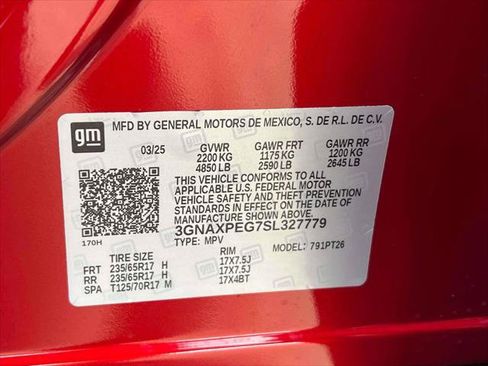 gm
MFD BY GENERAL MOTORS DE MEXICO, S. DE R.L. DE C.V.
03/25 GVWR GAWR FRT GAWR RR
2200 KG 1175 KG 1200 KG
4850 LB 2590 LB 2645 LB
THIS VEHICLE CONFORMS TO ALL
APPLICABLE U.S. FEDERAL MOTOR
VEHICLE SAFETY AND THEFT PREVENTION
STANDARDS IN EFFECT ON THE DATE OF
MANUFACTURE SHOWN ABOVE.
3GNAXPEG7SL327779
170H TYPE: MPV MODEL: 791PT26
TIRE SIZE RIM
FRT 235/65R17 H 17X7.5J
RR 235/65R17 H 17X7.5J
SPA T125/70R17 M 17X4BT